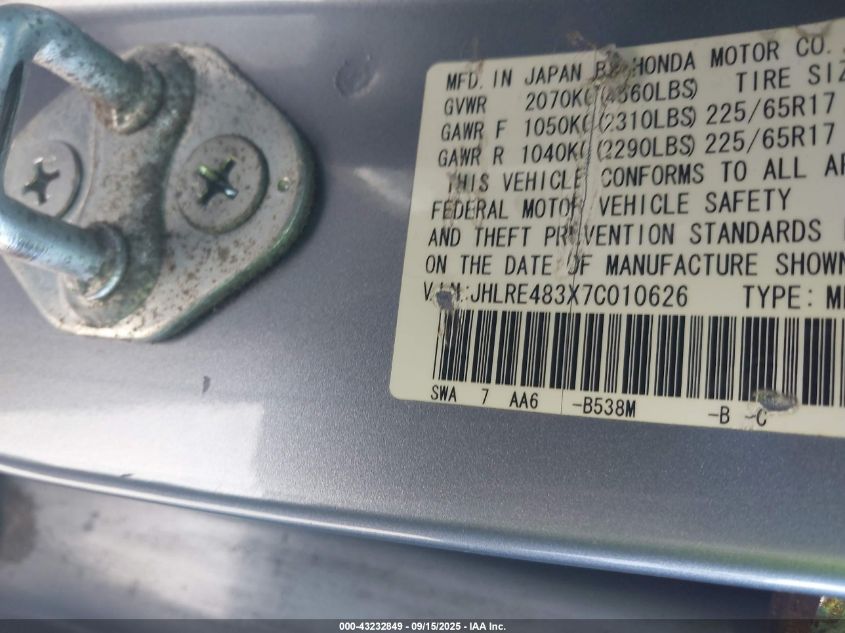 MFD. IN JAPAN BY HONDA MOTOR CO.
GVWR 2070KG(4560LBS) TIRE SIZ
GAWR F 1050KG(2310LBS) 225/65R17
GAWR R 1040KG(2290LBS) 225/65R17
THIS VEHICLE CONFORMS TO ALL AP
FEDERAL MOTOR VEHICLE SAFETY
AND THEFT PREVENTION STANDARDS
ON THE DATE OF MANUFACTURE SHOWN
VIN:JHLRE483X7C010626 TYPE:
SWA 7 AA6 -B538M -B -C
000-43232849 - 09/15/2025 - IAA Inc.